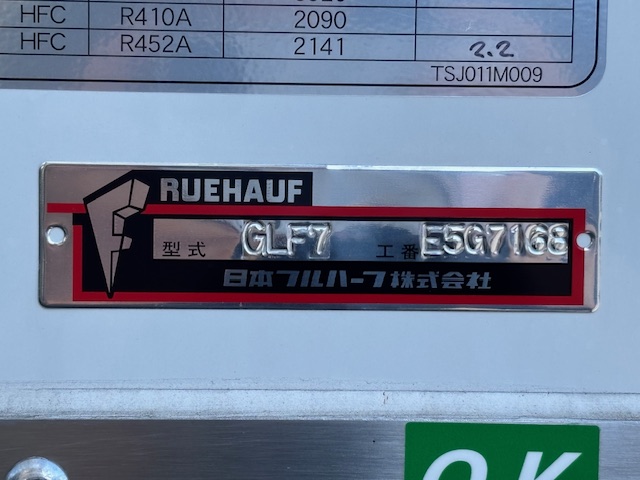 HFC R410A 2090
HFC R452A 2141 2.2
TSJ011M009
RUEHAUF
型式 GLF7 工番 E5G7168
日本フルハーフ株式会社
OK